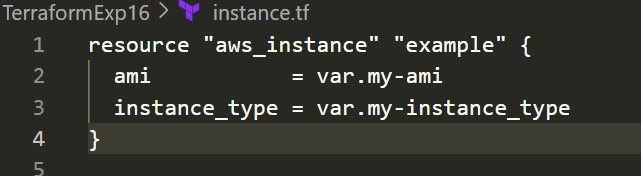 TerraformExp16 > instance.tf
1 resource "aws_instance" "example" {
2   ami           = var.my-ami
3   instance_type = var.my-instance_type
4 }
5